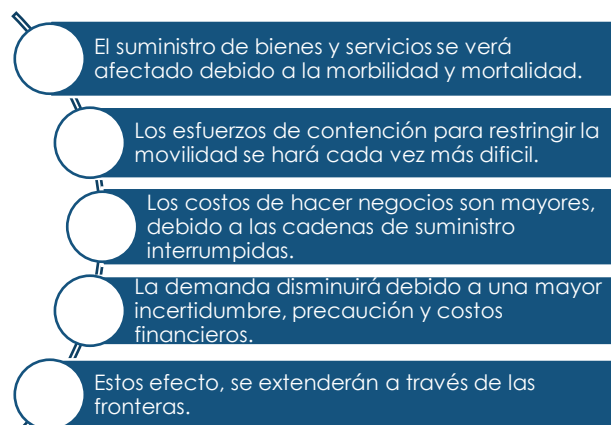 El suministro de bienes y servicios se verá
afectado debido a la morbilidad y mortalidad.
Los esfuerzos de contención para restringir la
movilidad se hará cada vez más dificil.
Los costos de hacer negocios son mayores,
debido a las cadenas de suministro
interrumpidas.
La demanda disminuirá debido a una mayor
incertidumbre, precaución y costos
financieros.
Estos efecto, se extenderán a través de las
fronteras.